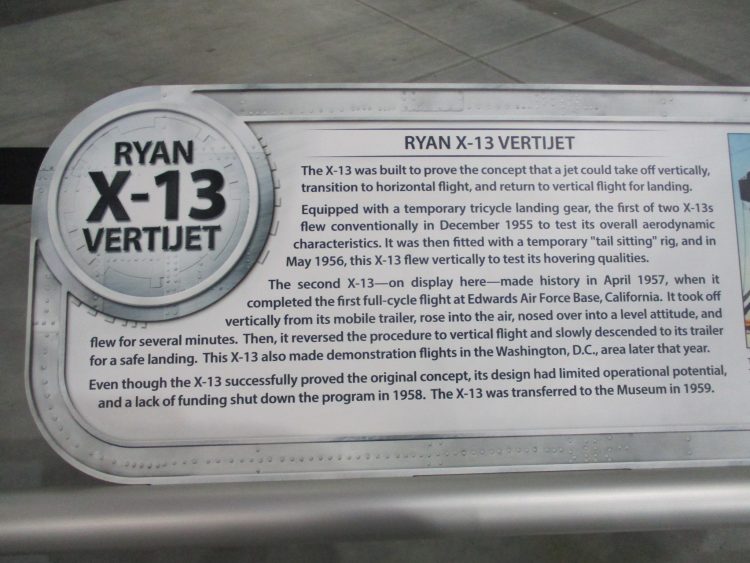 RYAN
X-13
VERTIJET
RYAN X-13 VERTIJET
The X-13 was built to prove the concept that a jet could take off vertically,
transition to horizontal flight, and return to vertical flight for landing.
Equipped with a temporary tricycle landing gear, the first of two X-13s
flew conventionally in December 1955 to test its overall aerodynamic
characteristics. It was then fitted with a temporary "tail sitting" rig, and in
May 1956, this X-13 flew vertically to test its hovering qualities.
The second X-13—on display here—made history in April 1957, when it
completed the first full-cycle flight at Edwards Air Force Base, California. It took off
vertically from its mobile trailer, rose into the air, nosed over into a level attitude, and
flew for several minutes. Then, it reversed the procedure to vertical flight and slowly descended to its trailer
for a safe landing. This X-13 also made demonstration flights in the Washington, D.C., area later that year.
Even though the X-13 successfully proved the original concept, its design had limited operational potential,
and a lack of funding shut down the program in 1958. The X-13 was transferred to the Museum in 1959.